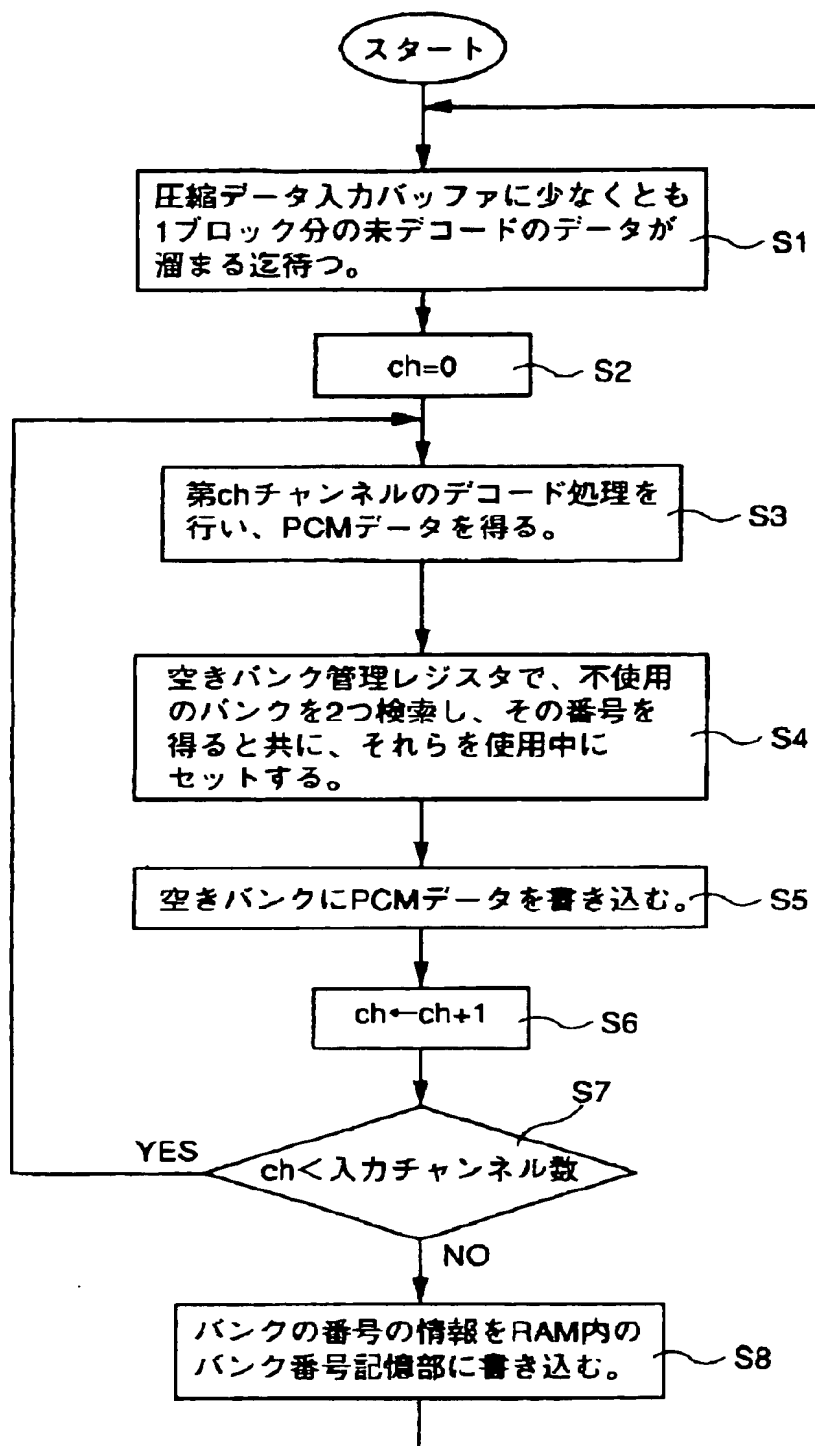 スタート
圧縮データ入力バッファに少なくとも
1ブロック分の未デコードのデータが
溜まる迄待つ。
S1
ch=0
S2
第chチャンネルのデコード処理を
行い、PCMデータを得る。
S3
空きバンク管理レジスタで、不使用
のバンクを2つ検索し、その番号を
得ると共に、それらを使用中に
セットする。
S4
空きバンクにPCMデータを書き込む。
S5
ch←ch+1
S6
S7
YES
ch<入力チャンネル数
NO
バンクの番号の情報をRAM内の
バンク番号記憶部に書き込む。
S8